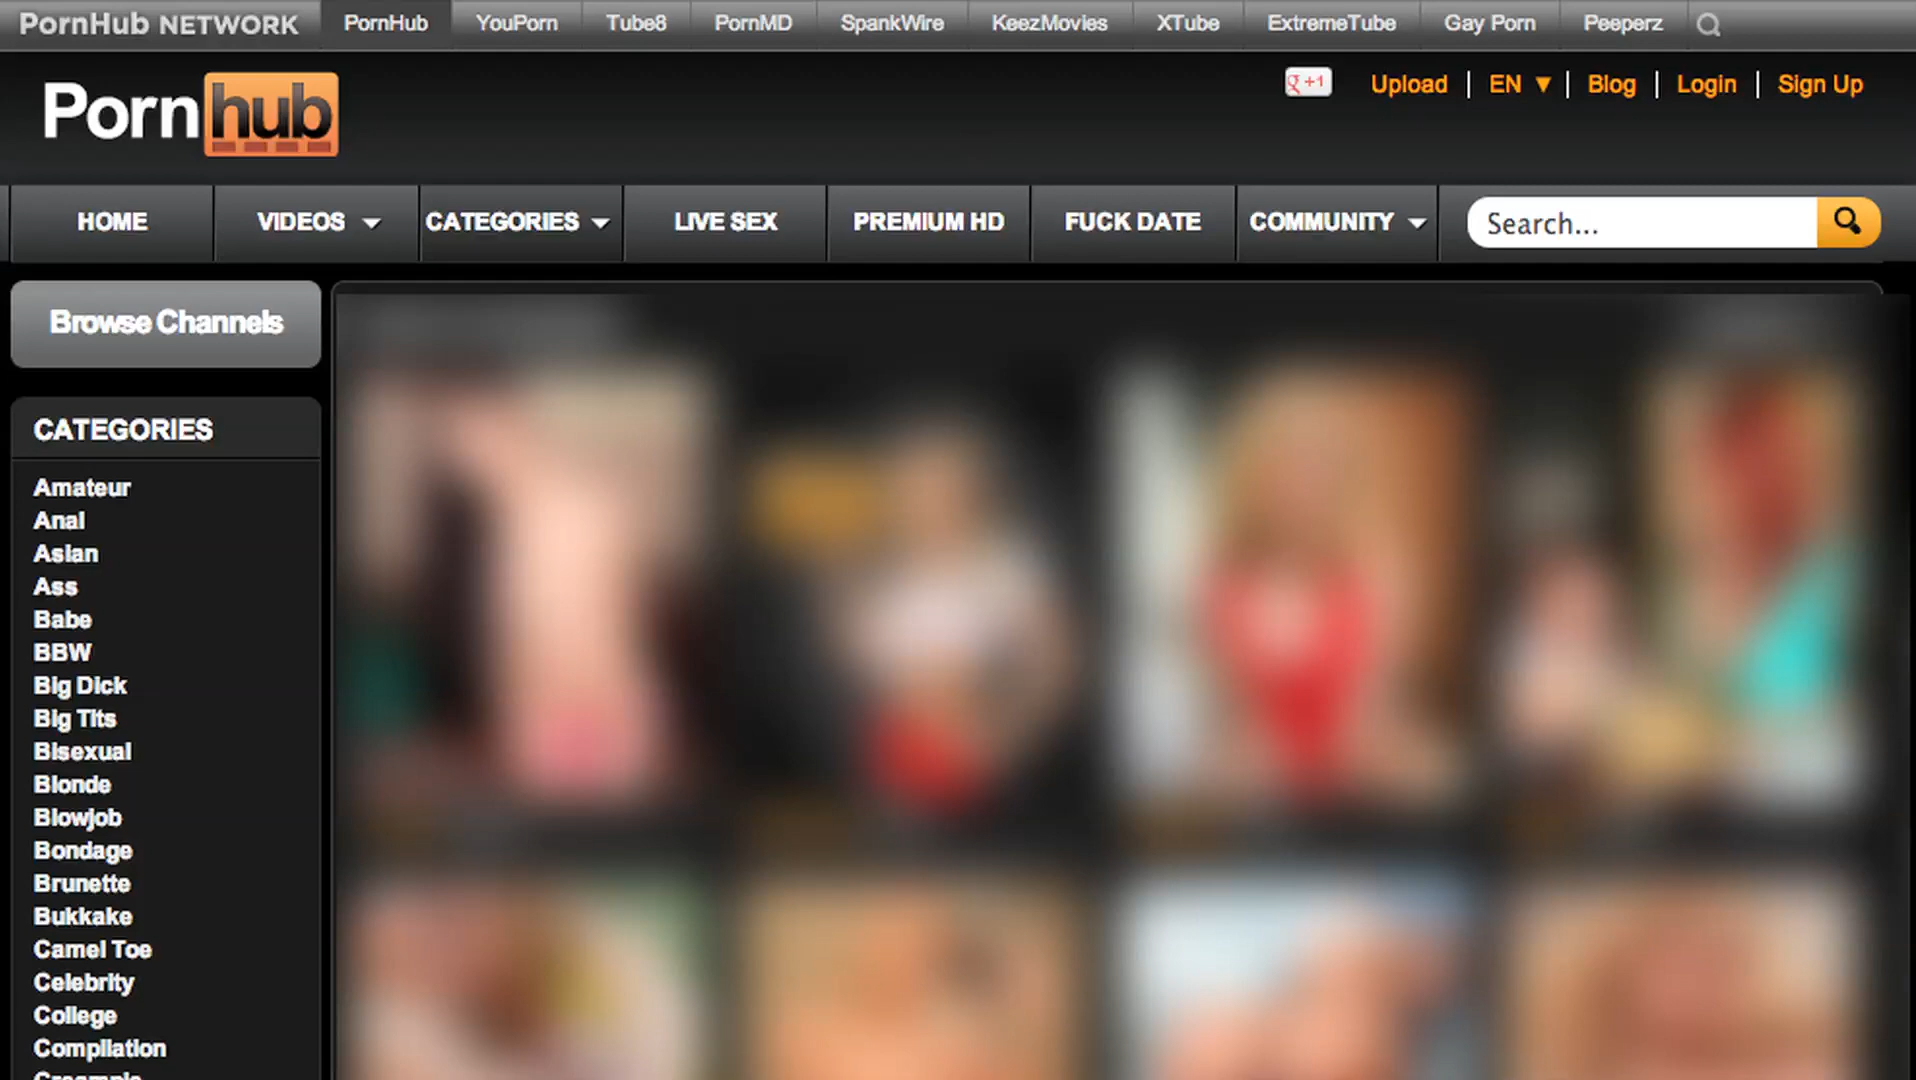 PornHub NETWORK PornHub YouPorn Tube8 PornMD SpankWire KeezMovies XTube ExtremeTube Gay Porn Peeperz
Porn hub
g +1 Upload EN Blog Login Sign Up
HOME VIDEOS CATEGORIES LIVE SEX PREMIUM HD FUCK DATE COMMUNITY Search...
Browse Channels
CATEGORIES
Amateur
Anal
Asian
Ass
Babe
BBW
Big Dick
Big Tits
Bisexual
Blonde
Blowjob
Bondage
Brunette
Bukkake
Camel Toe
Celebrity
College
Compilation